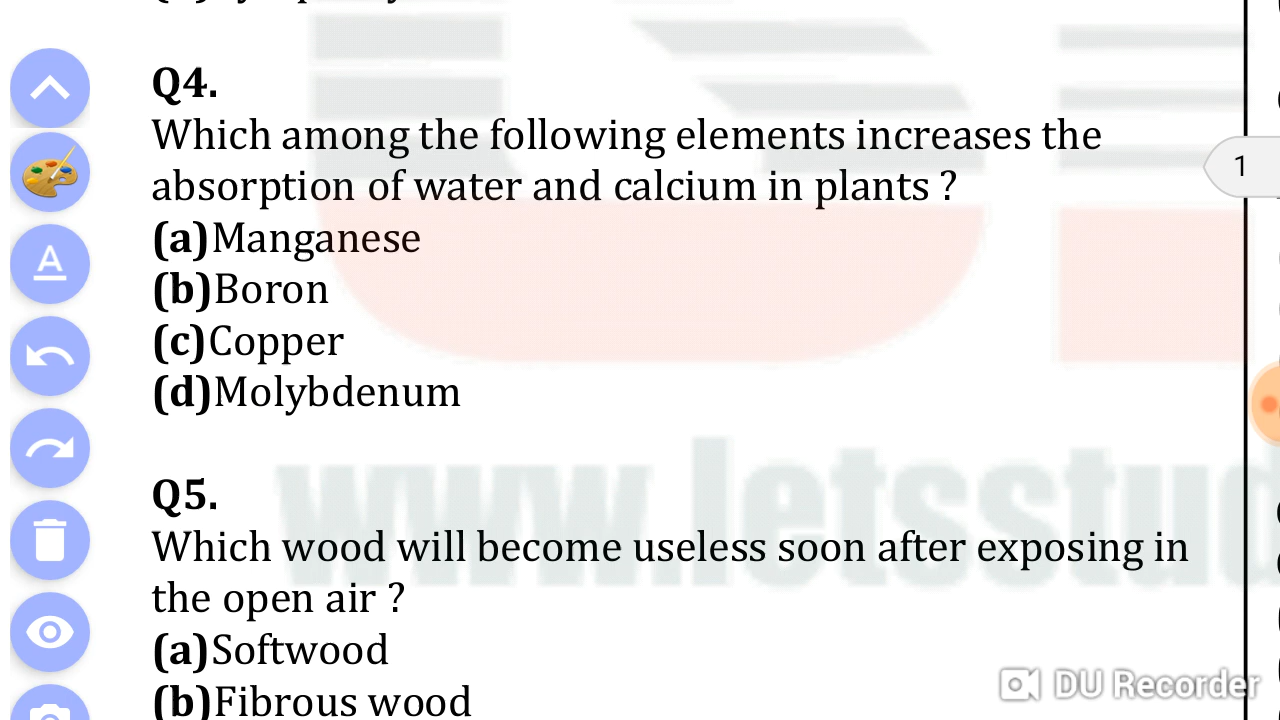 Q4.
Which among the following elements increases the
absorption of water and calcium in plants ?
(a)Manganese
(b)Boron
(c)Copper
(d)Molybdenum
1
A
www.letsstud
Q5.
Which wood will become useless soon after exposing in
the open air ?
(a)Softwood
(b)Fibrous wood
DU Recorder